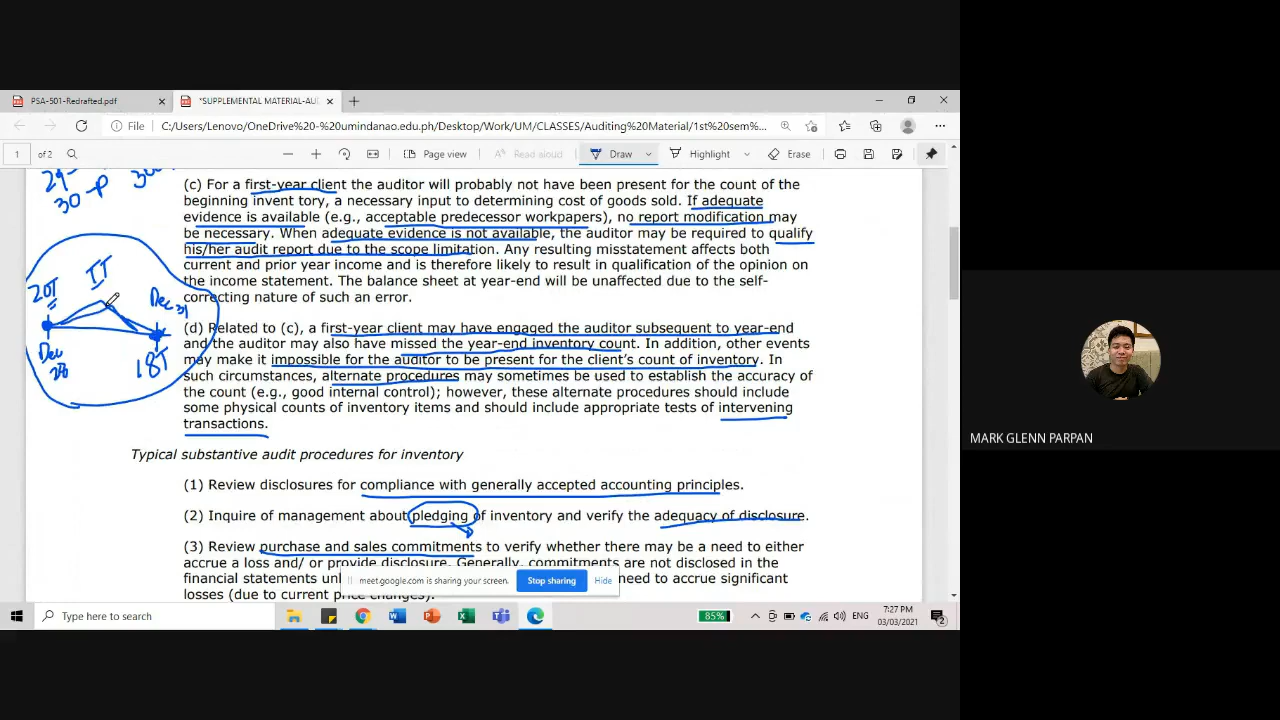 PSA-501-Redrafted.pdf
*SUPPLEMENTAL MATERIAL-AUD
File
C:/Users/Lenovo/OneDrive%20-%20umindanao.edu.ph/Desktop/Work/UM/CLASSES/Auditing%20Material/1st%20sem%...
1 of 2
Page view
Read aloud
Draw
Highlight
Erase
29-
30 -P
(c) For a first-year client the auditor will probably not have been present for the count of the
beginning inven tory, a necessary input to determining cost of goods sold. If adequate
evidence is available (e.g., acceptable predecessor workpapers), no report modification may
be necessary. When adequate evidence is not available, the auditor may be required to qualify
his/her audit report due to the scope limitation. Any resulting misstatement affects both
current and prior year income and is therefore likely to result in qualification of the opinion on
the income statement. The balance sheet at year-end will be unaffected due to the self-
correcting nature of such an error.
20T
IT
Dec 31
Dec
28
18T
(d) Related to (c), a first-year client may have engaged the auditor subsequent to year-end
and the auditor may also have missed the year-end inventory count. In addition, other events
may make it impossible for the auditor to be present for the client's count of inventory. In
such circumstances, alternate procedures may sometimes be used to establish the accuracy of
the count (e.g., good internal control); however, these alternate procedures should include
some physical counts of inventory items and should include appropriate tests of intervening
transactions.
Typical substantive audit procedures for inventory
(1) Review disclosures for compliance with generally accepted accounting principles.
(2) Inquire of management about pledging of inventory and verify the adequacy of disclosure.
(3) Review purchase and sales commitments to verify whether there may be a need to either
accrue a loss and/ or provide disclosure. Generally, commitments are not disclosed in the
financial statements need to accrue significant
losses (due to current price changes).
meet.google.com is sharing your screen.
Stop sharing
Hide
MARK GLENN PARPAN
Type here to search
85%
ENG
7:27 PM
03/03/2021
2